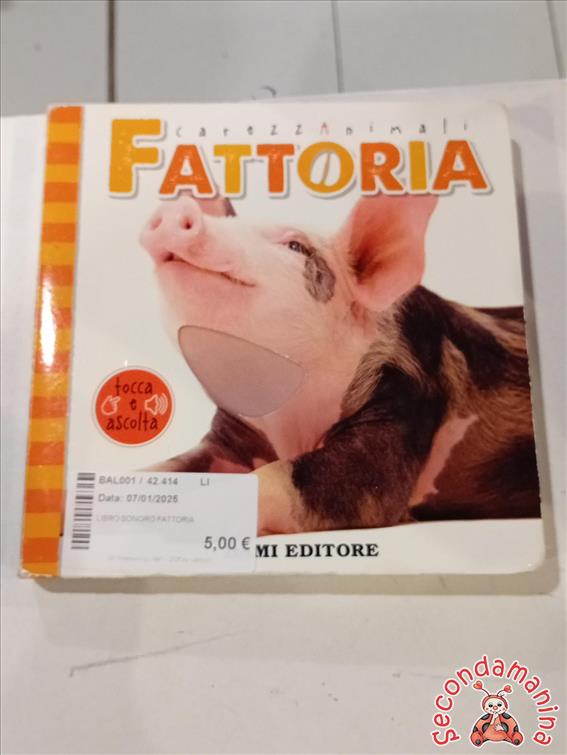 CarezzAnimali
FATTORIA
tocca
e
ascolta
BAL001 / 42.414 LI
Data: 07/01/2025
LIBRO SONORO FATTORIA
5,00 €
MI EDITORE
Secondamanina